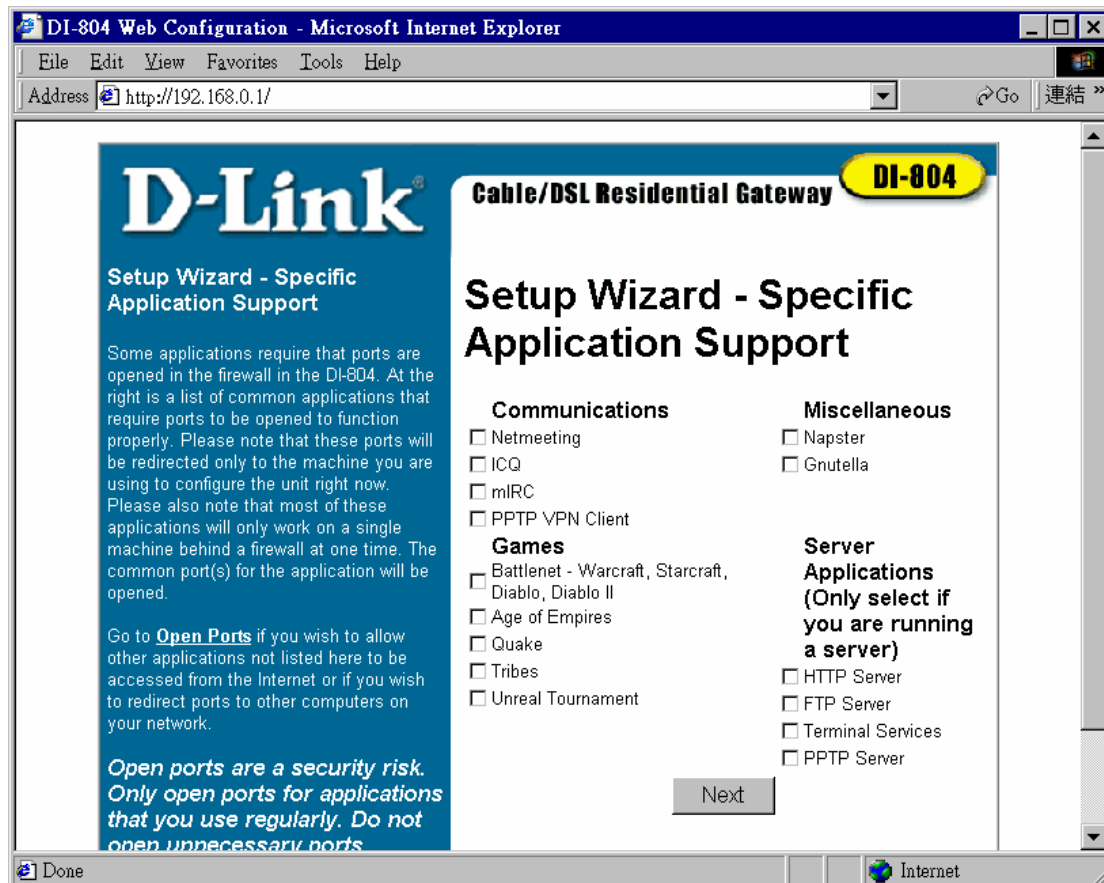 DI-804 Web Configuration - Microsoft Internet Explorer
File Edit View Favorites Tools Help
Address http://192.168.0.1/ Go 連結 »
D-Link®
Cable/DSL Residential Gateway
DI-804
Setup Wizard - Specific
Application Support
Some applications require that ports are
opened in the firewall in the DI-804. At the
right is a list of common applications that
require ports to be opened to function
properly. Please note that these ports will
be redirected only to the machine you are
using to configure the unit right now.
Please also note that most of these
applications will only work on a single
machine behind a firewall at one time. The
common port(s) for the application will be
opened.
Go to Open Ports if you wish to allow
other applications not listed here to be
accessed from the Internet or if you wish
to redirect ports to other computers on
your network.
Open ports are a security risk.
Only open ports for applications
that you use regularly. Do not
open unnecessary ports
Setup Wizard - Specific
Application Support
Communications
Netmeeting
ICQ
mIRC
PPTP VPN Client
Games
Battlenet - Warcraft, Starcraft,
Diablo, Diablo II
Age of Empires
Quake
Tribes
Unreal Tournament
Miscellaneous
Napster
Gnutella
Server
Applications
(Only select if
you are running
a server)
HTTP Server
FTP Server
Terminal Services
PPTP Server
Next
Done
Internet